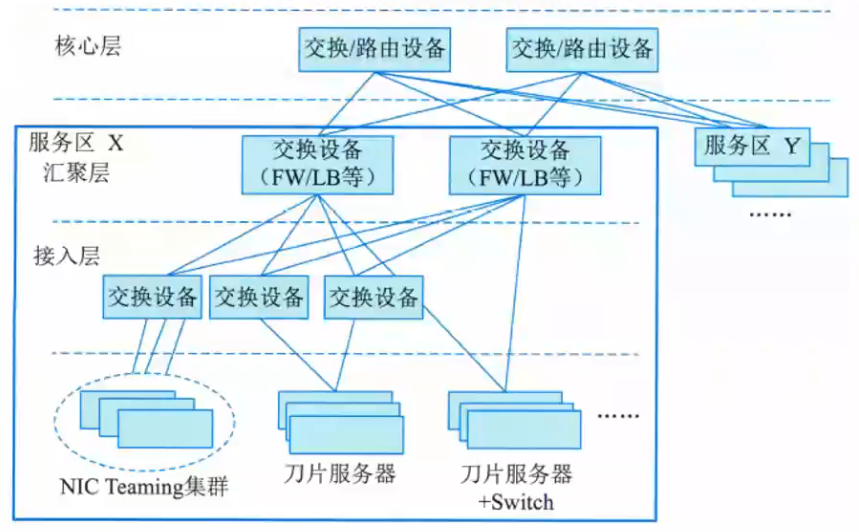 核心层
交换/路由设备
交换/路由设备
服务区 X
汇聚层
交换设备
（FW/LB等）
交换设备
（FW/LB等）
服务区 Y
……
接入层
交换设备
交换设备
交换设备
……
NIC Teaming集群
刀片服务器
刀片服务器
+Switch